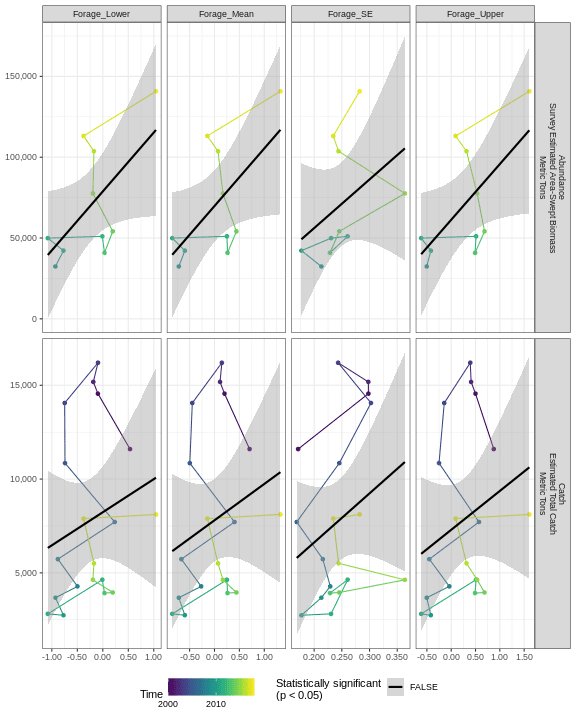 Forage_Lower Forage_Mean Forage_SE Forage_Upper
150,000
100,000
50,000
0
Abundance
Survey Estimated Area-Swept Biomass
Metric Tons
15,000
10,000
5,000
Catch
Estimated Total Catch
Metric Tons
-1.00 -0.50 0.00 0.50 1.00 -0.50 0.00 0.50 1.00 0.200 0.250 0.300 0.350 -0.50 0.00 0.50 1.00 1.50
Time
2000 2010
Statistically significant
(p < 0.05)
FALSE